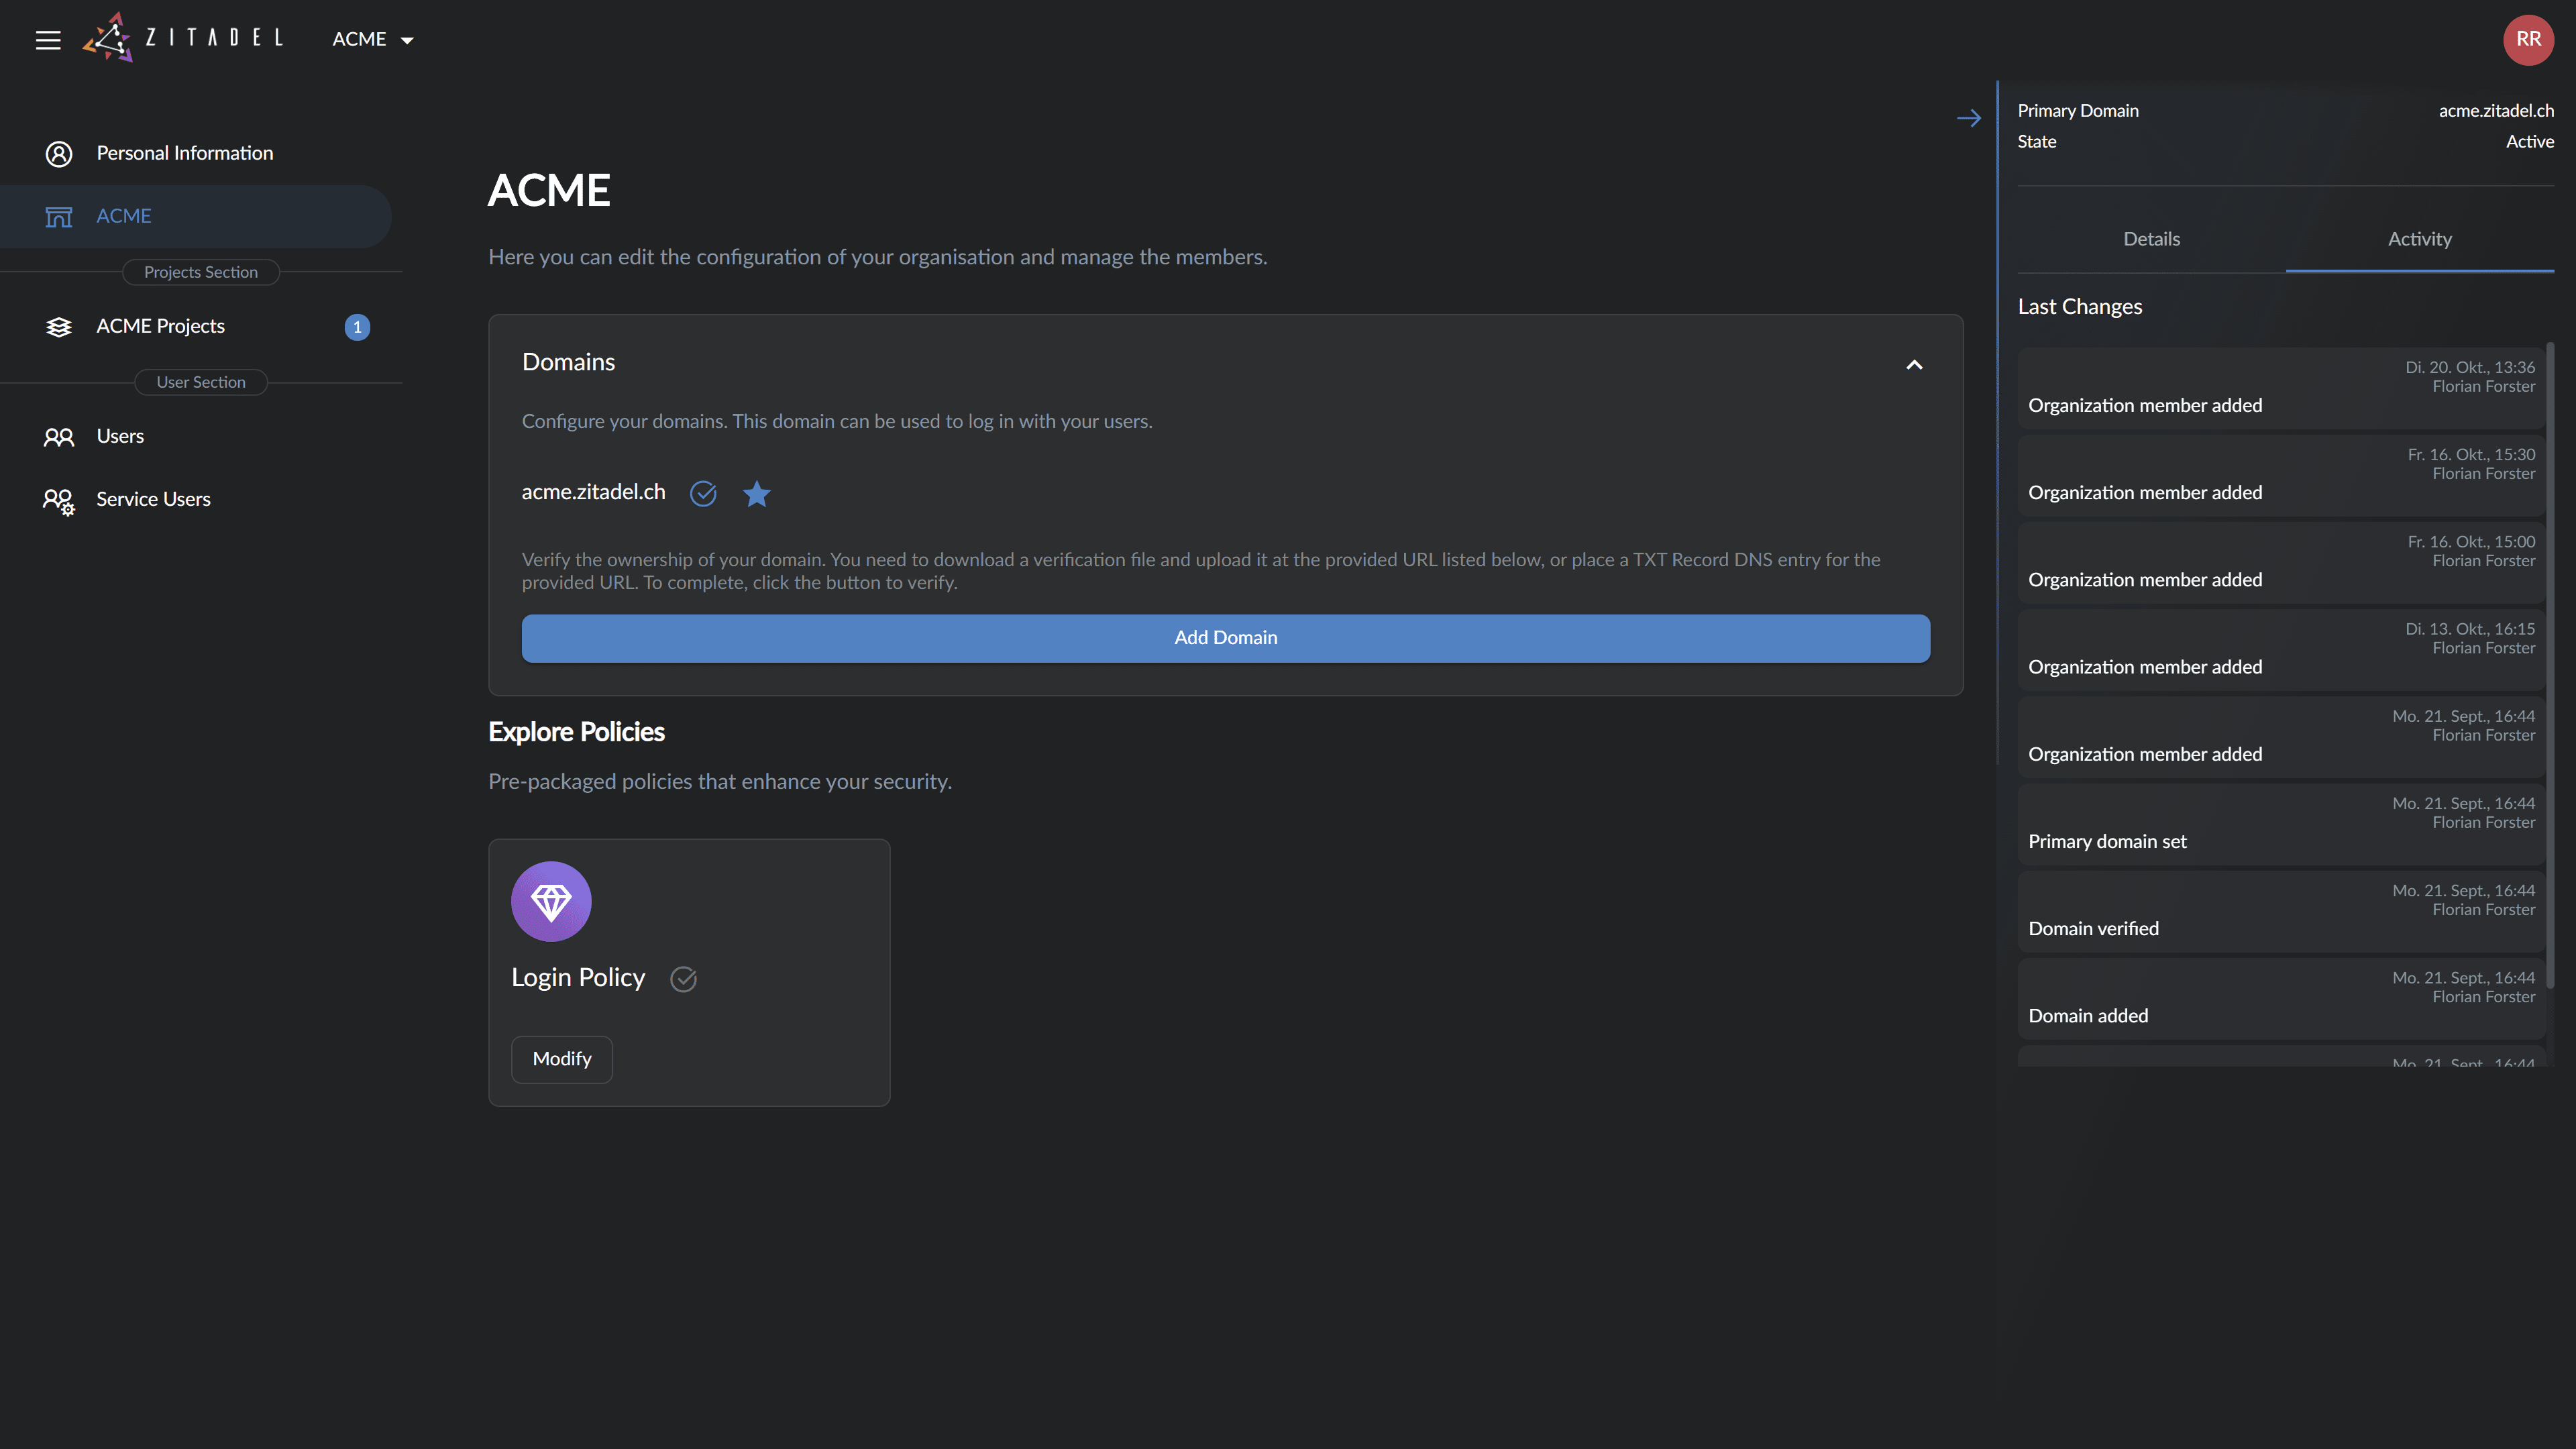 ZITADEL
ACME
RR
Personal Information
ACME
Projects Section
ACME Projects
1
User Section
Users
Service Users
ACME
Here you can edit the configuration of your organisation and manage the members.
Domains
Configure your domains. This domain can be used to log in with your users.
acme.zitadel.ch
Verify the ownership of your domain. You need to download a verification file and upload it at the provided URL listed below, or place a TXT Record DNS entry for the
provided URL. To complete, click the button to verify.
Add Domain
Explore Policies
Pre-packaged policies that enhance your security.
Login Policy
Modify
Primary Domain
acme.zitadel.ch
State
Active
Details
Activity
Last Changes
Di. 20. Okt., 13:36
Florian Forster
Organization member added
Fr. 16. Okt., 15:30
Florian Forster
Organization member added
Fr. 16. Okt., 15:00
Florian Forster
Organization member added
Di. 13. Okt., 16:15
Florian Forster
Organization member added
Mo. 21. Sept., 16:44
Florian Forster
Organization member added
Mo. 21. Sept., 16:44
Florian Forster
Primary domain set
Mo. 21. Sept., 16:44
Florian Forster
Domain verified
Mo. 21. Sept., 16:44
Florian Forster
Domain added
Mo. 21. Sept., 16:44